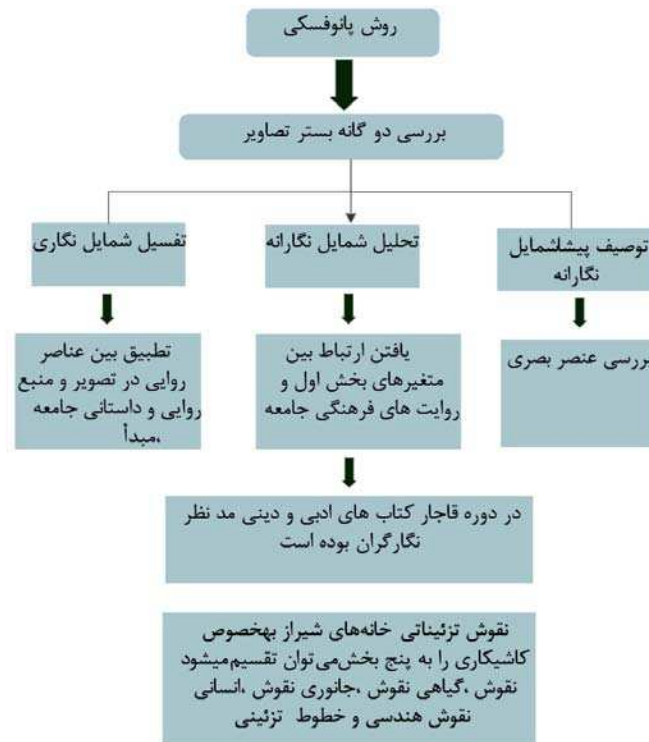 روش پانوفسکی
بررسی دو گانه بستر تصاویر
توصیف پیشاشمایل
نگارانه
تحلیل شمایل نگارانه
تفسیل شمایل نگاری
بررسی عنصر بصری
یافتن ارتباط بین
متغیرهای بخش اول و
روایت های فرهنگی جامعه
تطبیق بین عناصر
روایی در تصویر و منبع
روایی و داستانی جامعه
،مبدأ
در دوره قاجار کتاب های ادبی و دینی مد نظر
نگارگران بوده است
نقوش تزئیناتی خانه‌های شیراز بهخصوص
کاشیکاری را به پنج بخش‌می‌توان تقسیم‌میشود
نقوش ،گیاهی نقوش ،جانوری نقوش ،انسانی
نقوش هندسی و خطوط تزئینی